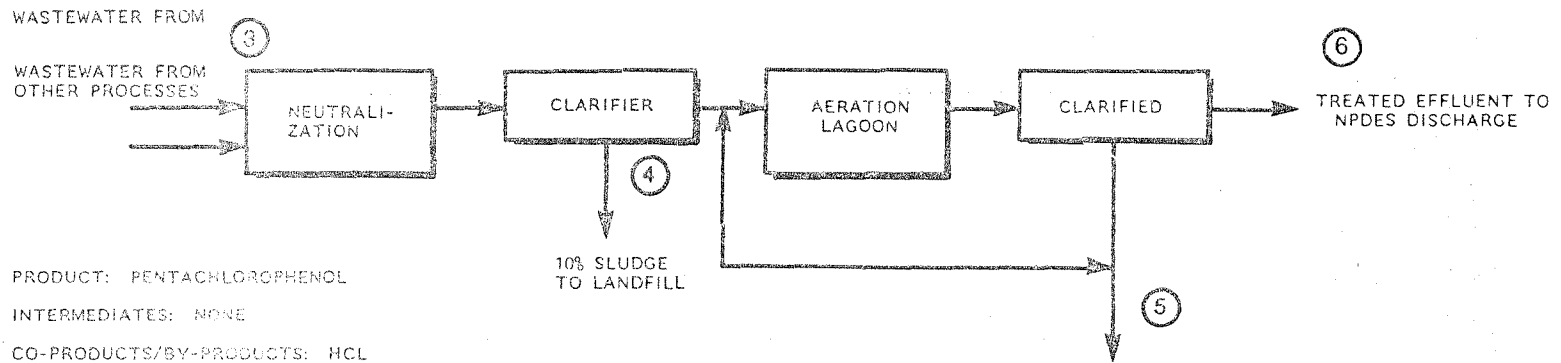 WASTEWATER FROM
3
WASTEWATER FROM
OTHER PROCESSES
NEUTRALI-
ZATION
CLARIFIER
AERATION
LAGOON
CLARIFIED
6
TREATED EFFLUENT TO
NPDES DISCHARGE
4
10% SLUDGE
TO LANDFILL
5
PRODUCT: PENTACHLOROPHENOL
INTERMEDIATES: NONE
CO-PRODUCTS/BY-PRODUCTS: HCL